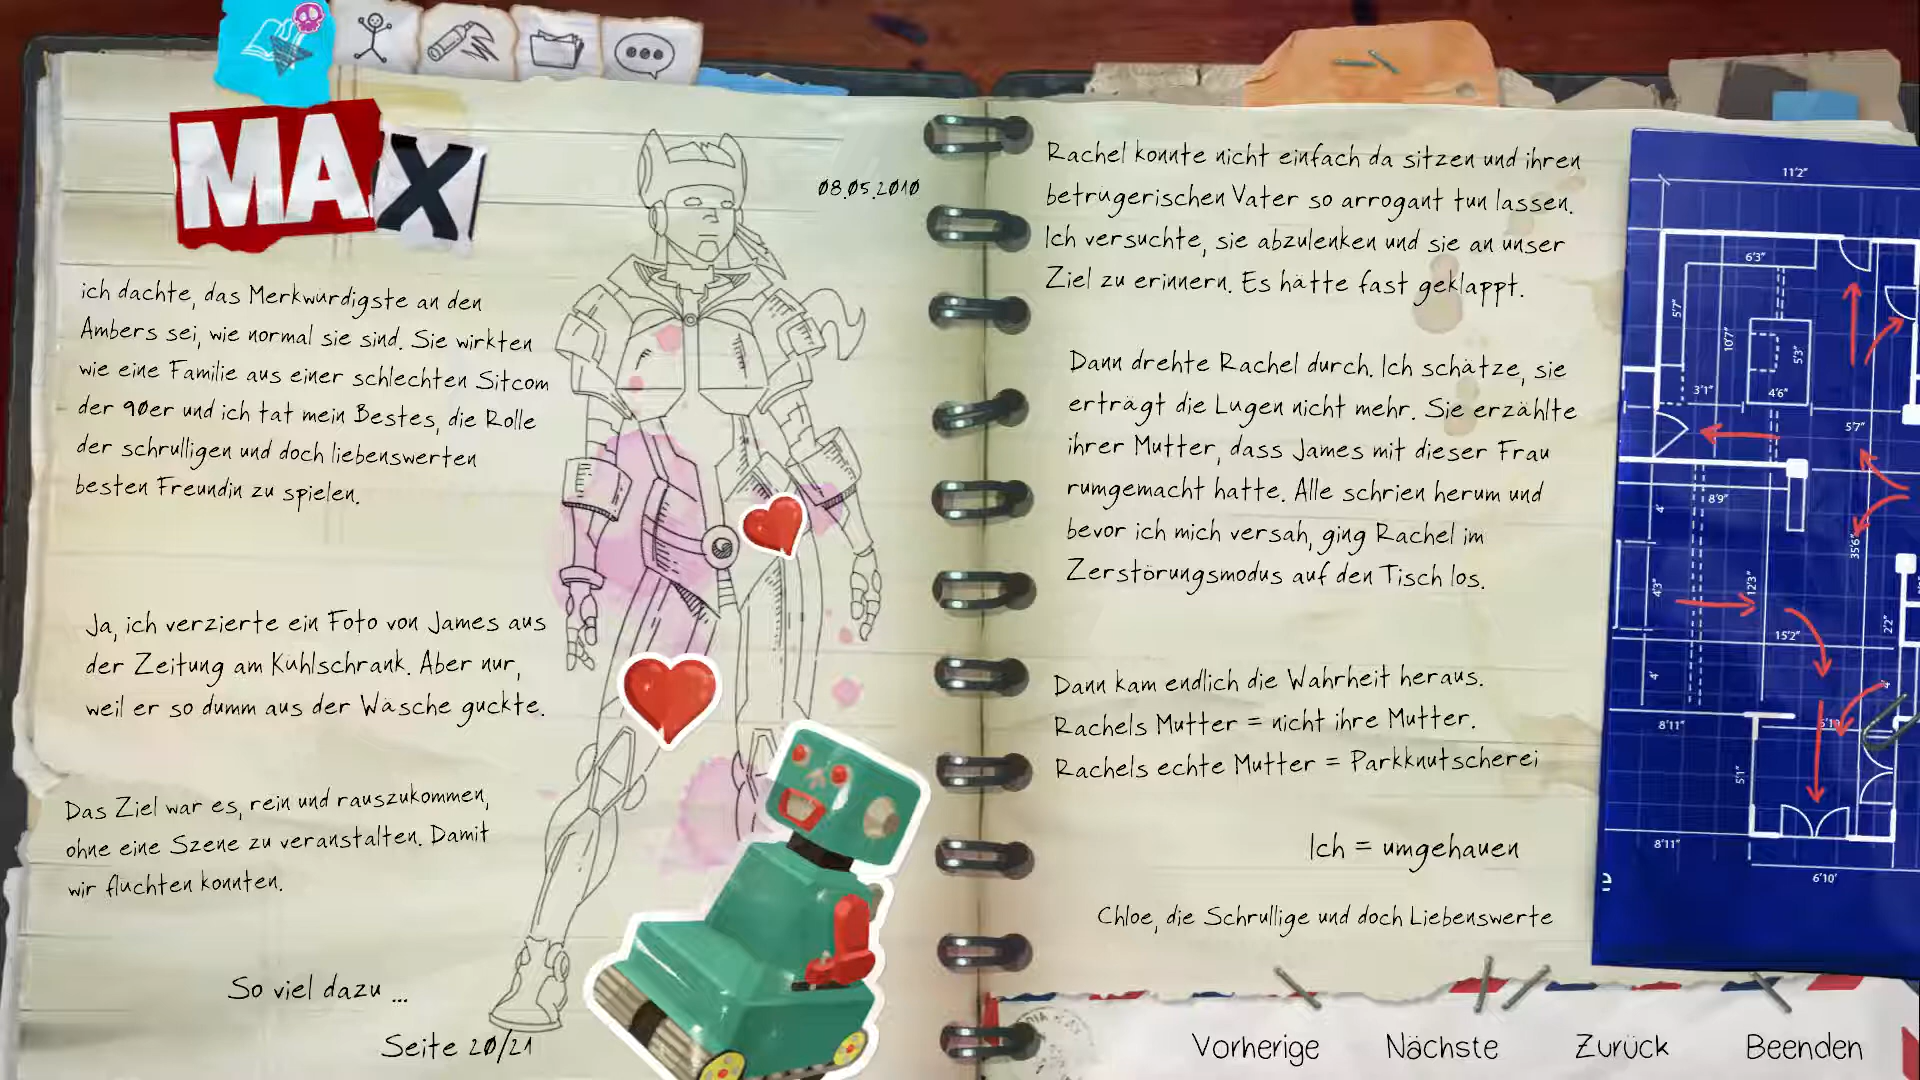 MAX
08.05.2010
ich dachte, das Merkwurdigste an den
Ambers sei, wie normal sie sind. Sie wirkten
wie eine Familie aus einer schlechten Sitcom
der 90er und ich tat mein Bestes, die Rolle
der schrulligen und doch liebenswerten
besten Freundin zu spielen.
Ja, ich verzierte ein Foto von James aus
der Zeitung am Kuhlschrank. Aber nur,
weil er so dumm aus der Wasche guckte.
Das Ziel war es, rein und rauszukommen,
ohne eine Szene zu veranstalten. Damit
wir fluchten konnten.
So viel dazu ...
Seite 20/21
Rachel konnte nicht einfach da sitzen und ihren
betrugerischen Vater so arrogant tun lassen.
Ich versuchte, sie abzulenken und sie an unser
Ziel zu erinnern. Es hätte fast geklappt.
Dann drehte Rachel durch. Ich schätze, sie
erträgt die Lugen nicht mehr. Sie erzählte
ihrer Mutter, dass James mit dieser Frau
rumgemacht hatte. Alle schrien herum und
bevor ich mich versah, ging Rachel im
Zerstörungsmodus auf den Tisch los.
Dann kam endlich die Wahrheit heraus.
Rachels Mutter = nicht ihre Mutter.
Rachels echte Mutter = Parkknutscherei
Ich = umgehauen
Chloe, die Schrullige und doch Liebenswerte
11'2"
6'3"
5'7"
10'7"
5'3"
3'1"
4'6"
5'7"
8'9"
4'
35'6"
4'3"
12'3"
15'2"
2'2"
4'
4'
8'11"
5'1"
8'11"
6'10'
Vorherige
Nächste
Zurück
Beenden